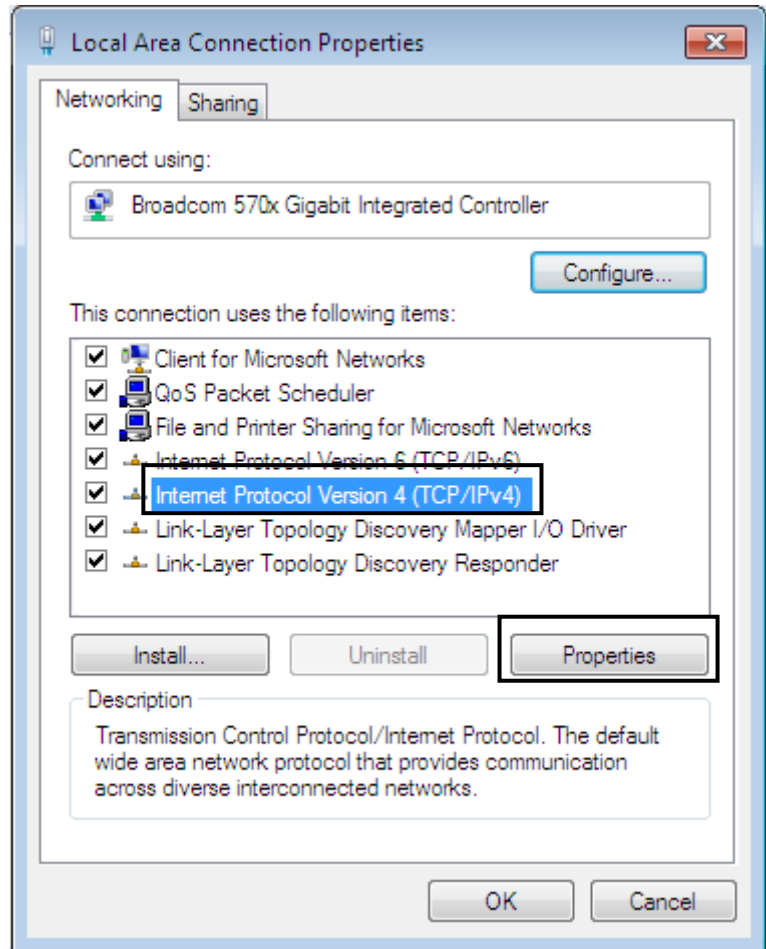 Local Area Connection Properties
Networking
Sharing
Connect using:
Broadcom 570x Gigabit Integrated Controller
Configure...
This connection uses the following items:
Client for Microsoft Networks
QoS Packet Scheduler
File and Printer Sharing for Microsoft Networks
Internet Protocol Version 6 (TCP/IPv6)
Internet Protocol Version 4 (TCP/IPv4)
Link-Layer Topology Discovery Mapper I/O Driver
Link-Layer Topology Discovery Responder
Install...
Uninstall
Properties
Description
Transmission Control Protocol/Internet Protocol. The default
wide area network protocol that provides communication
across diverse interconnected networks.
OK
Cancel